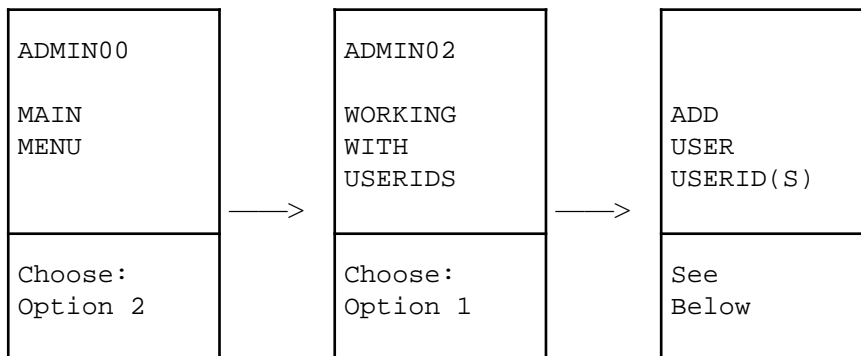 ADMIN00
MAIN
MENU
Choose:
Option 2
——>
ADMIN02
WORKING
WITH
USERIDS
Choose:
Option 1
——>
ADD
USER
USERID(S)
See
Below